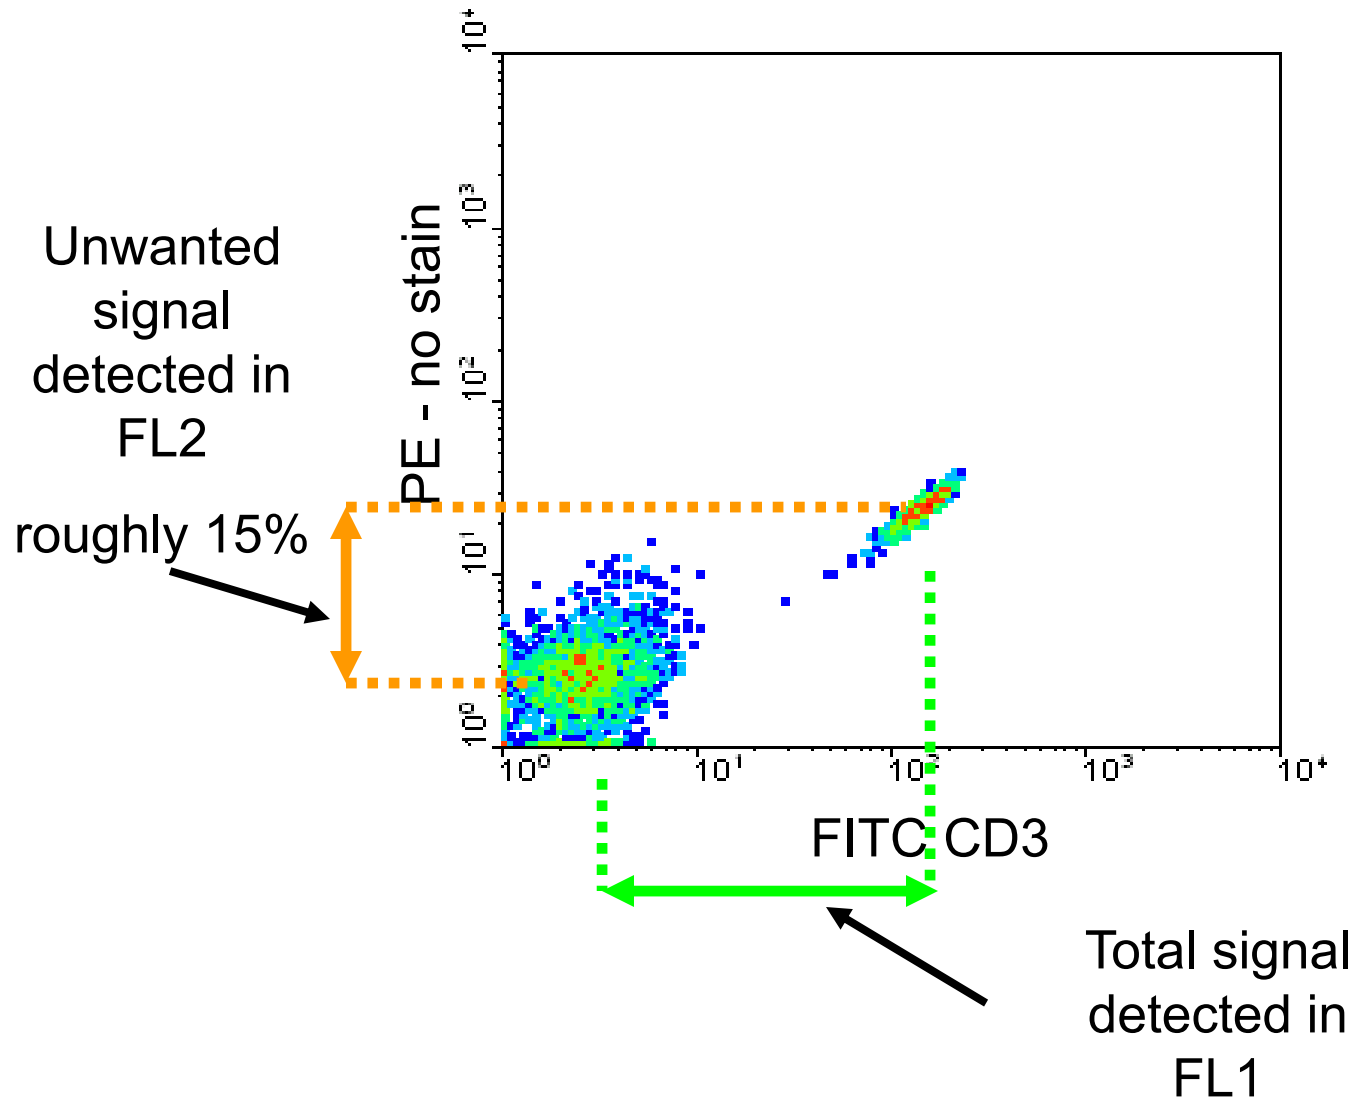 Unwanted
signal
detected in
FL2
roughly 15%
PE - no stain
10⁴
10³
10²
10¹
10⁰
10⁰ 10¹ 10² 10³ 10⁴
FITC CD3
Total signal
detected in
FL1